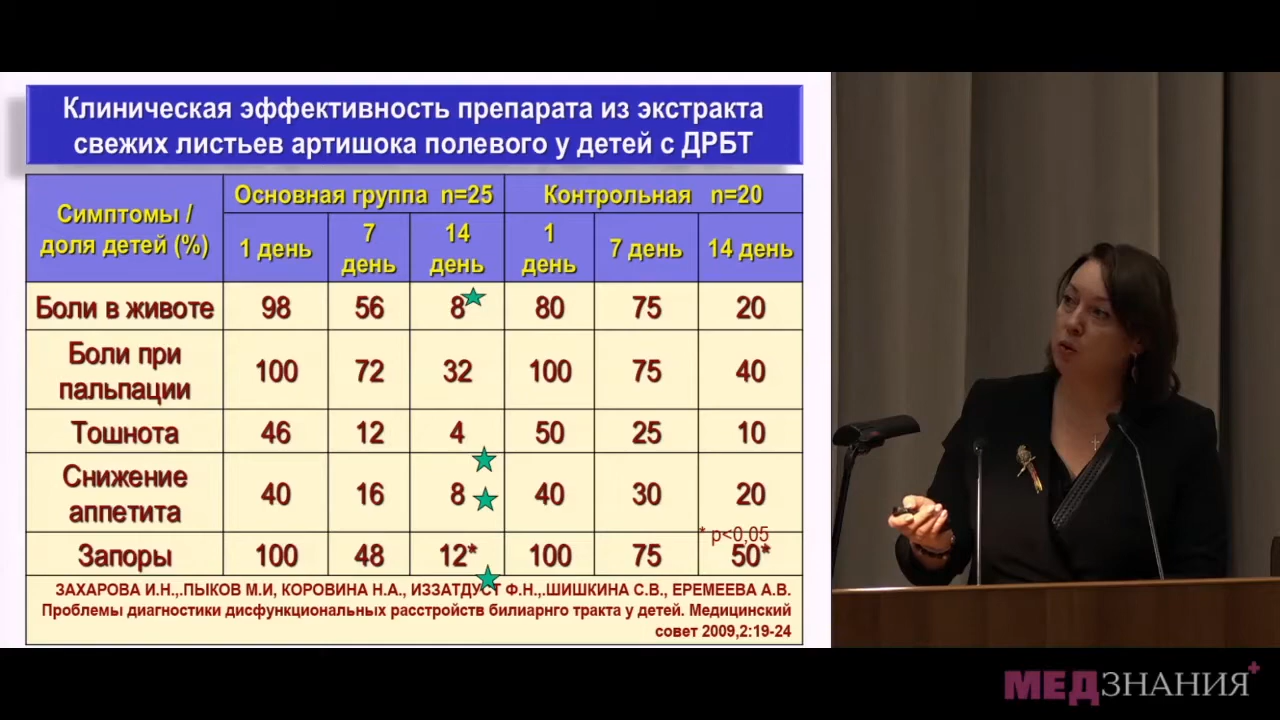 Клиническая эффективность препарата из экстракта
свежих листьев артишока полевого у детей с ДРБТ
Симптомы /
доля детей (%)
Основная группа n=25
Контрольная n=20
1 день
7
день
14
день
1
день
7 день
14 день
Боли в животе
98
56
8
80
75
20
Боли при
пальпации
100
72
32
100
75
40
Тошнота
46
12
4
50
25
10
Снижение
аппетита
40
16
8
40
30
20
* р<0,05
Запоры
100
48
12*
100
75
50*
ЗАХАРОВА И.Н.,.ПЫКОВ М.И, КОРОВИНА Н.А., ИЗЗАТДУСТ Ф.Н.,.ШИШКИНА С.В., ЕРЕМЕЕВА А.В.
Проблемы диагностики дисфункциональных расстройств билиарнго тракта у детей. Медицинский
совет 2009,2:19-24
МЕДЗНАНИЯ+